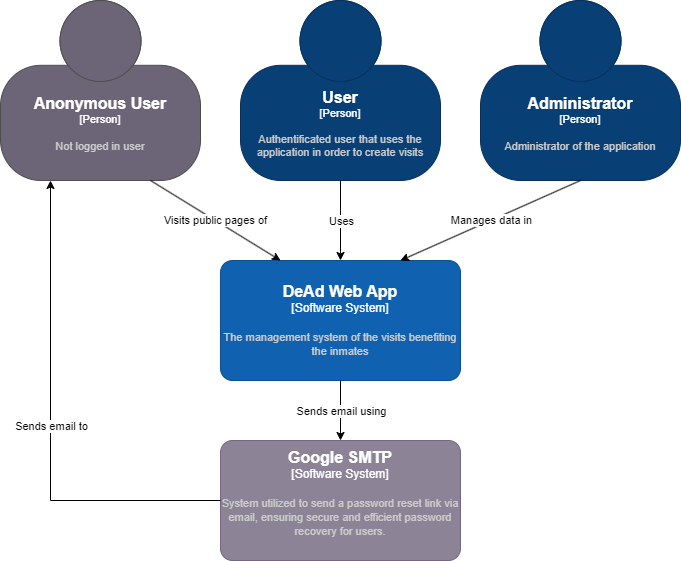 Anonymous User
[Person]
Not logged in user
User
[Person]
Authentificated user that uses the
application in order to create visits
Administrator
[Person]
Administrator of the application
Visits public pages of
Uses
Manages data in
DeAd Web App
[Software System]
The management system of the visits benefiting
the inmates
Sends email using
Sends email to
Google SMTP
[Software System]
System utilized to send a password reset link via
email, ensuring secure and efficient password
recovery for users.